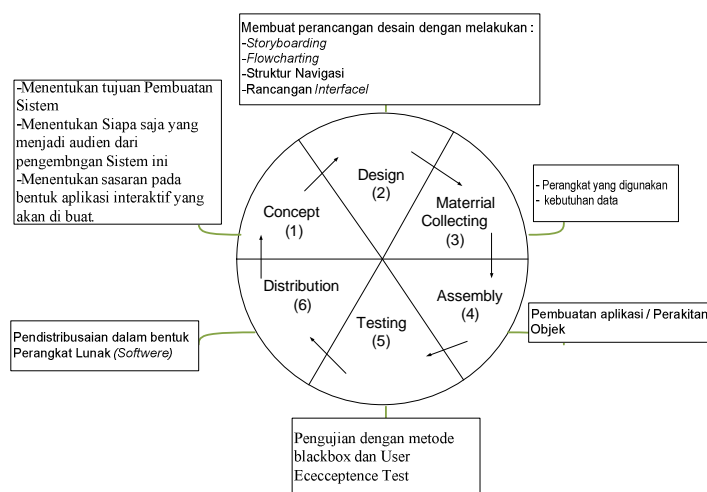 Membuat perancangan desain dengan melakukan :
-Storyboarding
-Flowcharting
-Struktur Navigasi
-Rancangan Interfacel
-Menentukan tujuan Pembuatan
Sistem
-Menentukan Siapa saja yang
menjadi audien dari
pengembngan Sistem ini
-Menentukan sasaran pada
bentuk aplikasi interaktif yang
akan di buat.
Concept
(1)
Design
(2)
Matrerial
Collecting
(3)
- Perangkat yang digunakan
- kebutuhan data
Distribution
(6)
Testing
(5)
Assembly
(4)
Pembuatan aplikasi / Perakitan
Objek
Pendistribusaian dalam bentuk
Perangkat Lunak (Softwere)
Pengujian dengan metode
blackbox dan User
Ececceptence Test